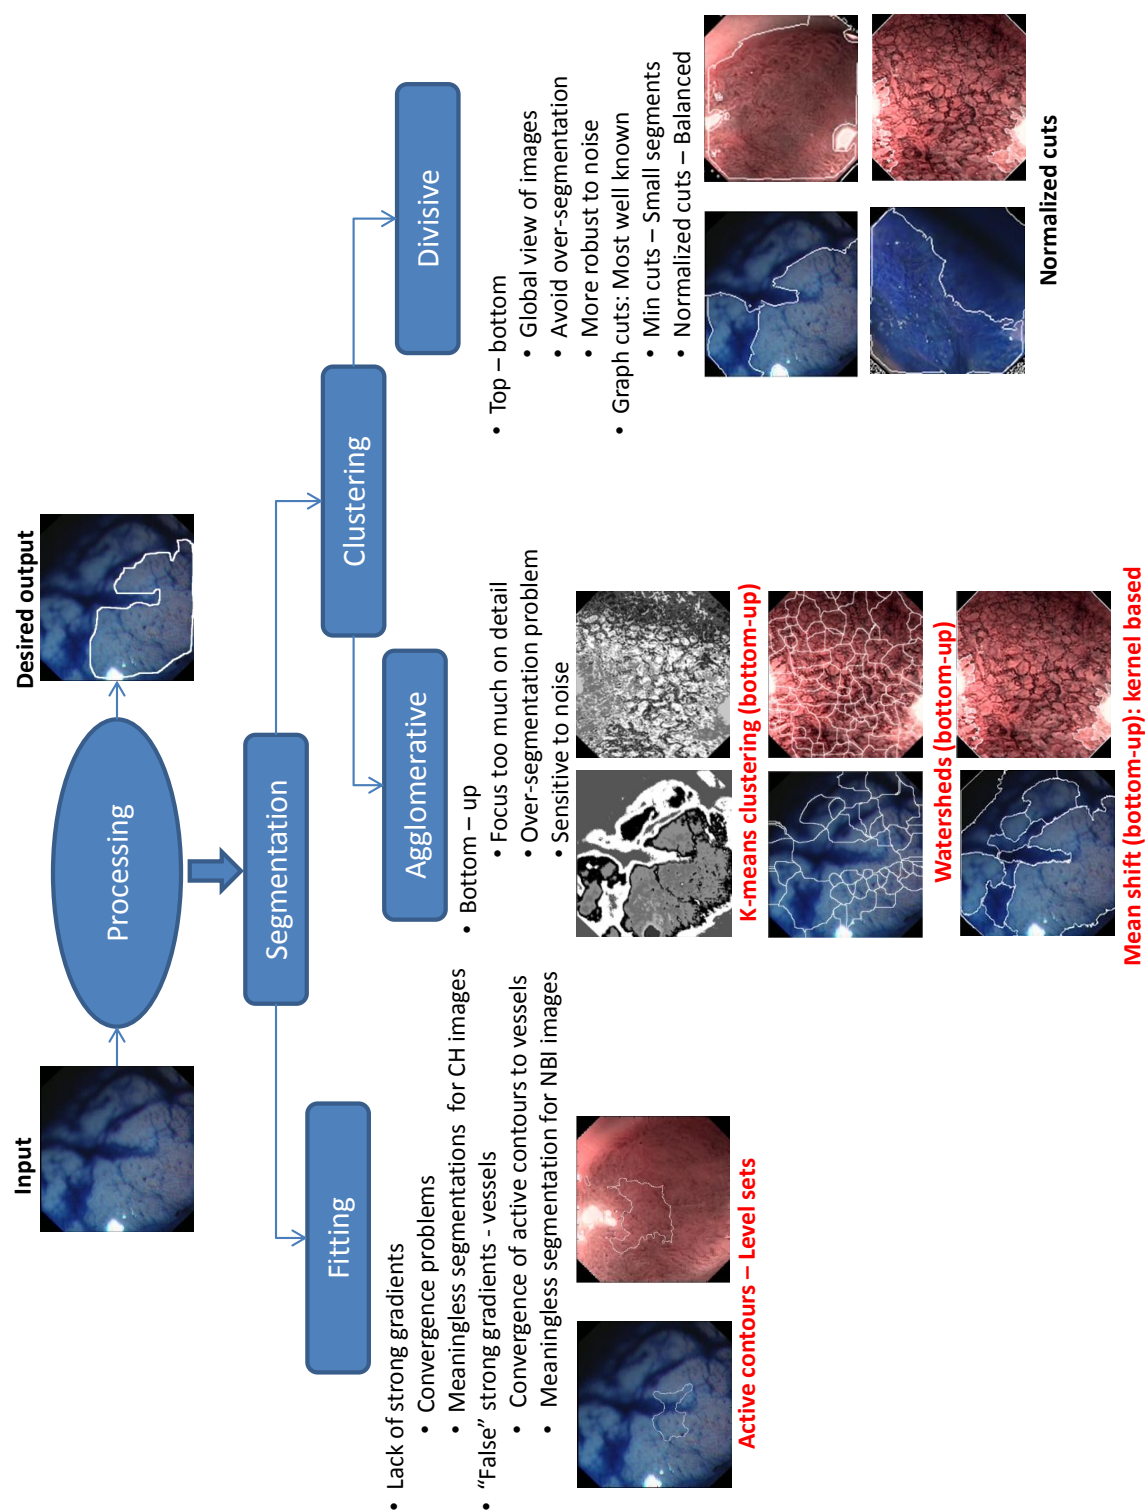 Input
Processing
Desired output
Segmentation
Fitting
Clustering
Agglomerative
Divisive
• Lack of strong gradients
• Convergence problems
• Meaningless segmentations for CH images
• “False” strong gradients - vessels
• Convergence of active contours to vessels
• Meaningless segmentation for NBI images
Active contours – Level sets
• Bottom – up
• Focus too much on detail
• Over-segmentation problem
• Sensitive to noise
K-means clustering (bottom-up)
Watersheds (bottom-up)
Mean shift (bottom-up): kernel based
• Top – bottom
• Global view of images
• Avoid over-segmentation
• More robust to noise
• Graph cuts: Most well known
• Min cuts – Small segments
• Normalized cuts – Balanced
Normalized cuts